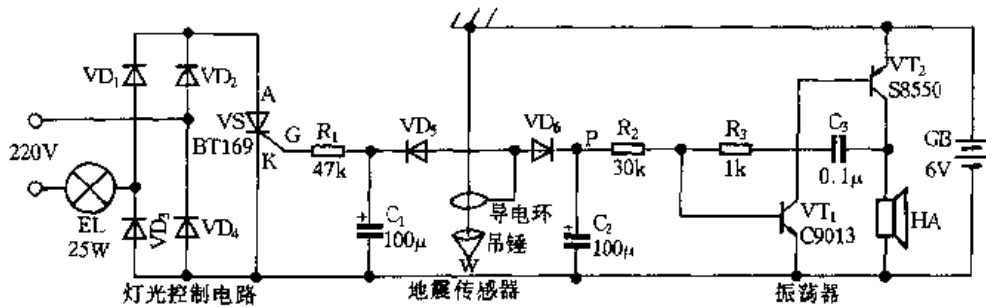 VD₁
VD₂
VT₂
S8550
A
VS
BT169
G
K
R₁
47k
VD₅
VD₆
P
R₂
30k
R₃
1k
C₃
0.1μ
GB
6V
220V
EL
25W
VD₃
VD₄
C₁
100μ
导电环
吊锤
W
C₂
100μ
VT₁
C9013
HA
灯光控制电路
地震传感器
振荡器